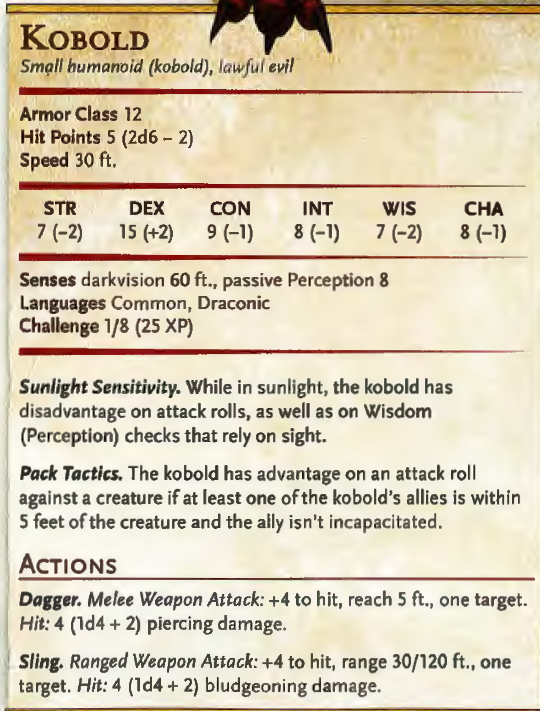 KOBOLD
Small humanoid (kobold), lawful evil
Armor Class 12
Hit Points 5 (2d6 – 2)
Speed 30 ft.
STR DEX CON INT WIS CHA
7 (–2) 15 (+2) 9 (–1) 8 (–1) 7 (–2) 8 (–1)
Senses darkvision 60 ft., passive Perception 8
Languages Common, Draconic
Challenge 1/8 (25 XP)
Sunlight Sensitivity. While in sunlight, the kobold has
disadvantage on attack rolls, as well as on Wisdom
(Perception) checks that rely on sight.
Pack Tactics. The kobold has advantage on an attack roll
against a creature if at least one of the kobold's allies is within
5 feet of the creature and the ally isn't incapacitated.
ACTIONS
Dagger. Melee Weapon Attack: +4 to hit, reach 5 ft., one target.
Hit: 4 (1d4 + 2) piercing damage.
Sling. Ranged Weapon Attack: +4 to hit, range 30/120 ft., one
target. Hit: 4 (1d4 + 2) bludgeoning damage.